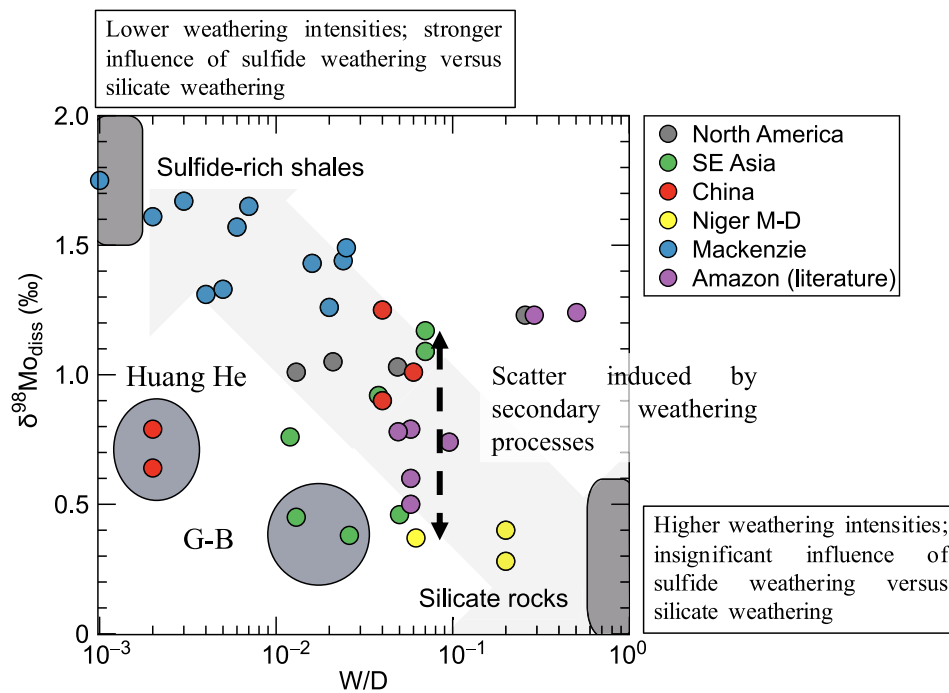 Lower weathering intensities; stronger
influence of sulfide weathering versus
silicate weathering
2.0
1.5
1.0
0.5
0
δ⁹⁸Mo_diss (‰)
Sulfide-rich shales
Huang He
G-B
Silicate rocks
Scatter induced by
secondary weathering
processes
North America
SE Asia
China
Niger M-D
Mackenzie
Amazon (literature)
Higher weathering intensities;
insignificant influence of
sulfide weathering versus
silicate weathering
10⁻³ 10⁻² 10⁻¹ 10⁰
W/D